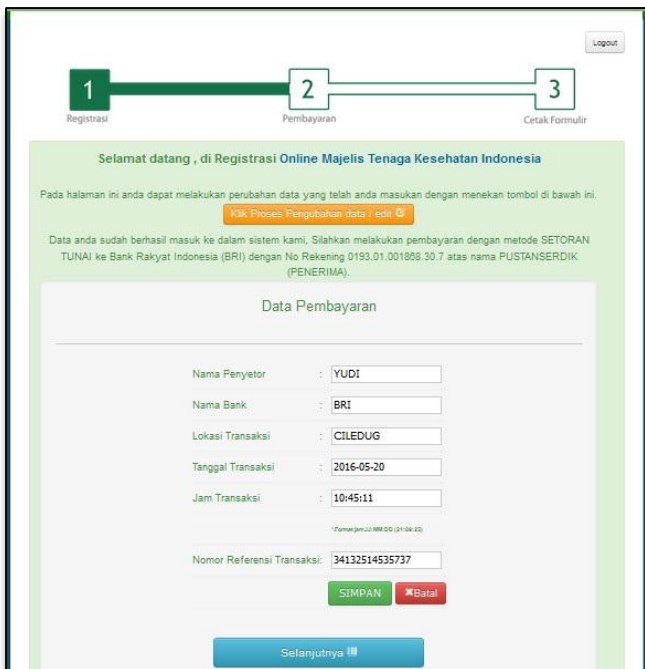 Logout
1
2
3
Registrasi
Pembayaran
Cetak Formulir
Selamat datang , di Registrasi Online Majelis Tenaga Kesehatan Indonesia
Pada halaman ini anda dapat melakukan perubahan data yang telah anda masukan dengan menekan tombol di bawah ini.
Klik Proses Pengubahan data / edit
Data anda sudah berhasil masuk ke dalam sistem kami, Silahkan melakukan pembayaran dengan metode SETORAN
TUNAI ke Bank Rakyat Indonesia (BRI) dengan No Rekening 0193.01.001868.30.7 atas nama PUSTANSERDIK
(PENERIMA).
Data Pembayaran
Nama Penyetor : YUDI
Nama Bank : BRI
Lokasi Transaksi : CILEDUG
Tanggal Transaksi : 2016-05-20
Jam Transaksi : 10:45:11
Nomor Referensi Transaksi: 34132514535737
SIMPAN
Batal
Selanjutnya